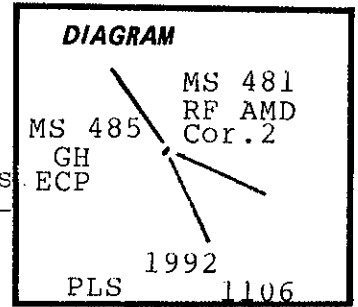 DIAGRAM
MS 481
RF AMD
Cor.2
MS 485
GH
ECP
S
1992
PLS
1106